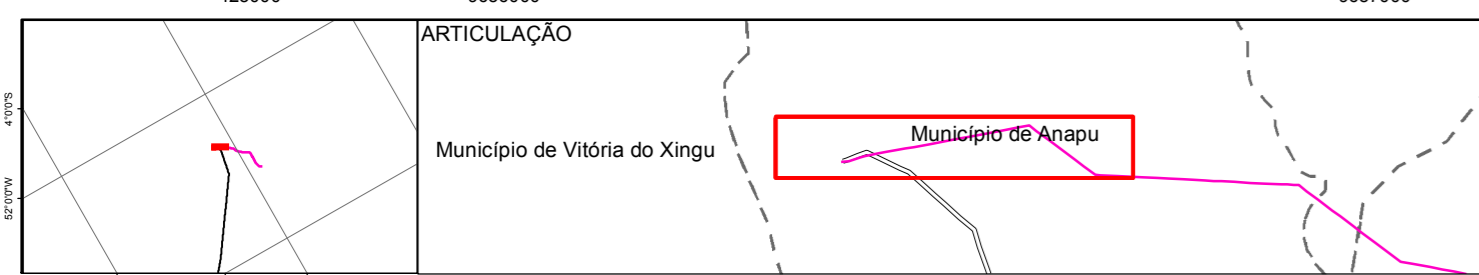 ARTICULAÇÃO
4°0'0"S
52°0'0"W
Município de Vitória do Xingu
Município de Anapu